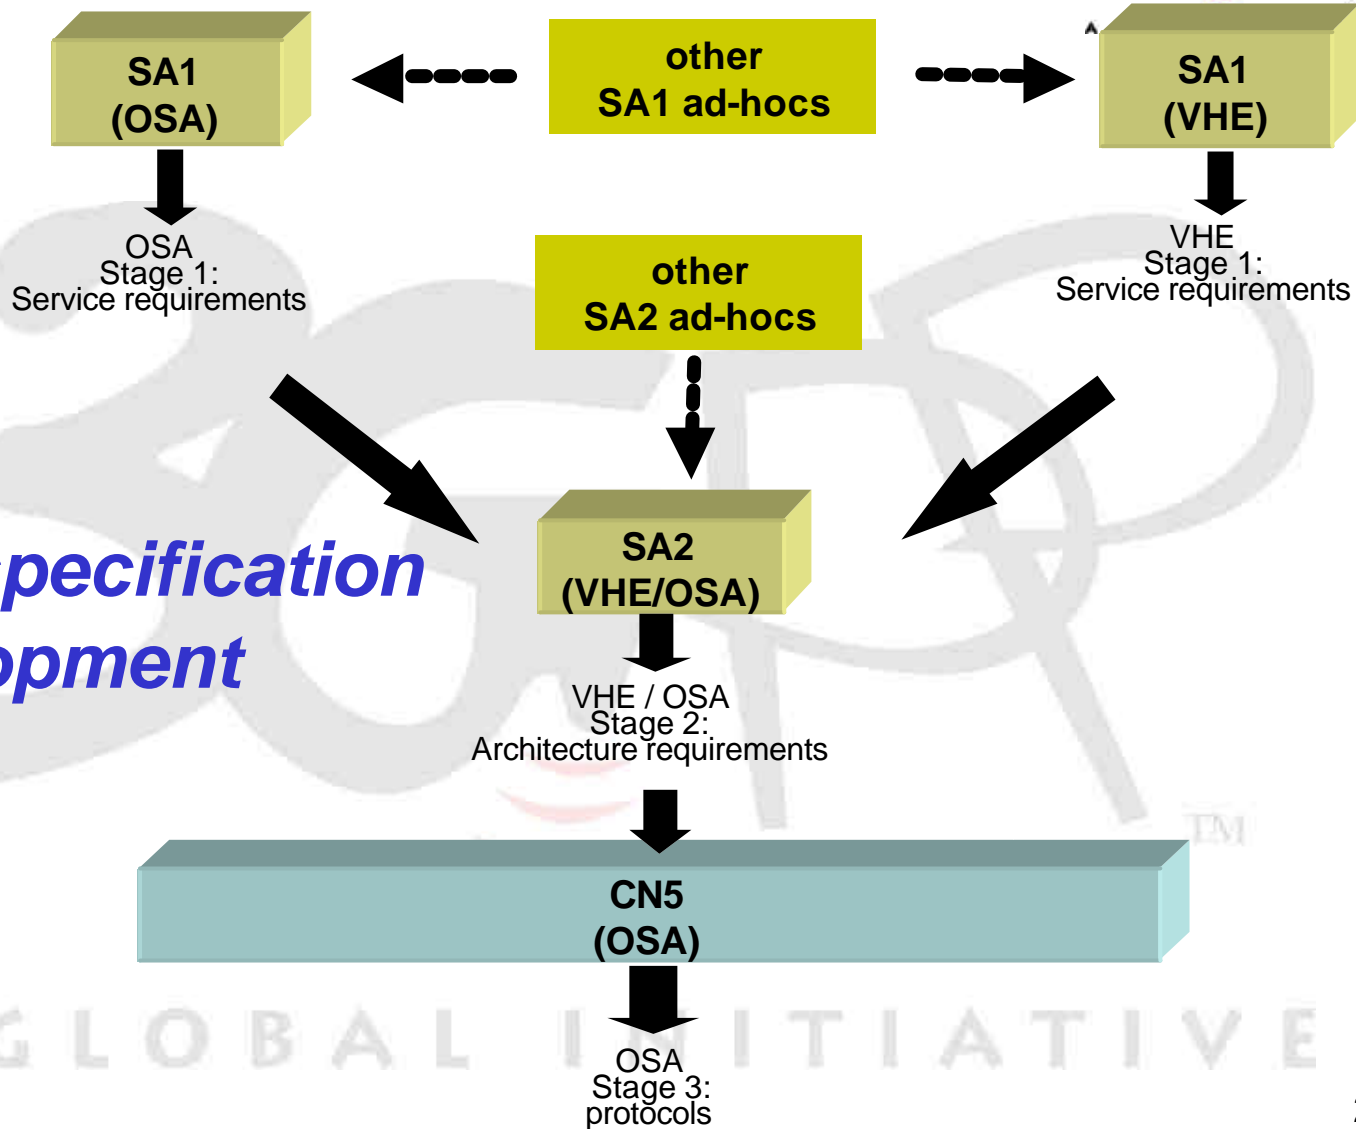 SA1
(OSA)
other
SA1 ad-hocs
SA1
(VHE)
OSA
Stage 1:
Service requirements
other
SA2 ad-hocs
VHE
Stage 1:
Service requirements
SA2
(VHE/OSA)
specification
opment
VHE / OSA
Stage 2:
Architecture requirements
TM
CN5
(OSA)
GLOBAL INITIATIVE
OSA
Stage 3:
protocols